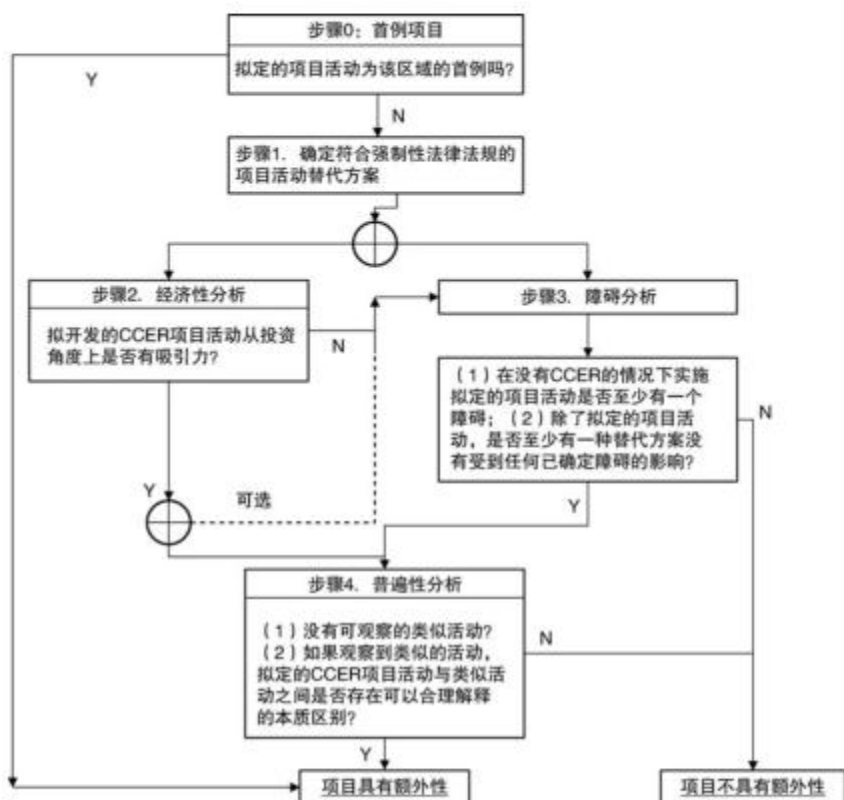 步骤0：首例项目
拟定的项目活动为该区域的首例吗？
Y
N
步骤1．确定符合强制性法律法规的
项目活动替代方案
步骤2．经济性分析
拟开发的CCER项目活动从投资
角度上是否有吸引力？
N
步骤3．障碍分析
（1）在没有CCER的情况下实施
拟定的项目活动是否至少有一个
障碍；（2）除了拟定的项目活
动，是否至少有一种替代方案没
有受到任何已确定障碍的影响？
N
Y
可选
Y
步骤4．普遍性分析
（1）没有可观察的类似活动？
（2）如果观察到类似的活动，
拟定的CCER项目活动与类似活
动之间是否存在可以合理解释
的本质区别？
N
Y
项目具有额外性
项目不具有额外性